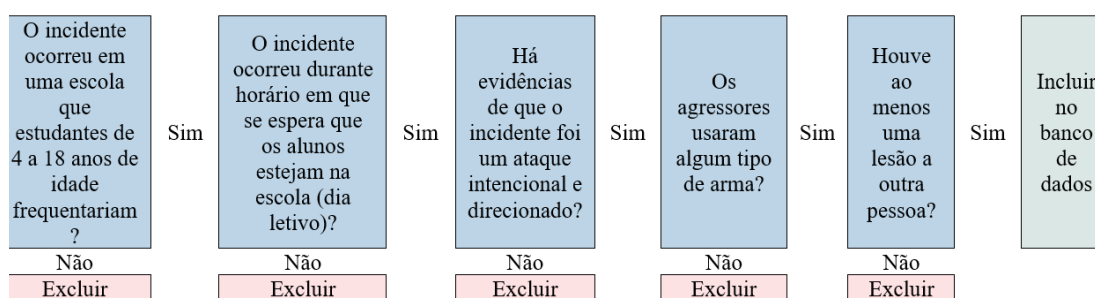 O incidente
ocorreu em
uma escola
que
estudantes de
4 a 18 anos de
idade
frequentariam
?
Sim
O incidente
ocorreu durante
horário em que
se espera que
os alunos
estejam na
escola (dia
letivo)?
Sim
Há
evidências
de que o
incidente foi
um ataque
intencional e
direcionado?
Sim
Os
agressores
usaram
algum tipo
de arma?
Sim
Houve
ao
menos
uma
lesão a
outra
pessoa?
Sim
Incluir
no
banco
de
dados
Não
Não
Não
Não
Não
Excluir
Excluir
Excluir
Excluir
Excluir